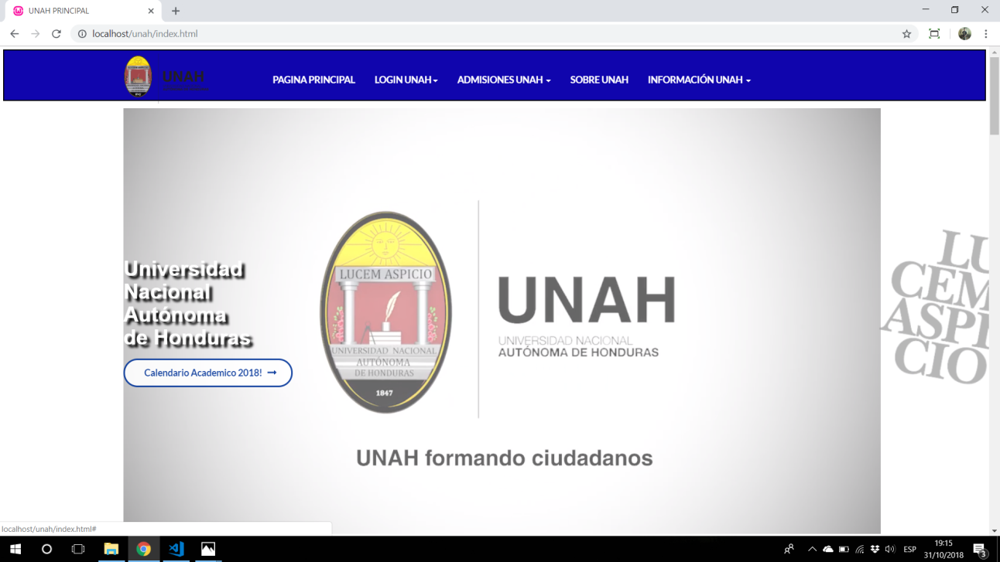 UNAH PRINCIPAL
localhost/unah/index.html
UNAH
PAGINA PRINCIPAL
LOGIN UNAH
ADMISIONES UNAH
SOBRE UNAH
INFORMACIÓN UNAH
Universidad
Nacional
Autónoma
de Honduras
Calendario Academico 2018!
LUCEM ASPICIO
UNIVERSIDAD NACIONAL
AUTÓNOMA
DE HONDURAS
1847
UNAH
UNIVERSIDAD NACIONAL
AUTÓNOMA DE HONDURAS
UNAH formando ciudadanos
LU
CEM
ASPI
CIO
localhost/unah/index.html#
ESP
19:15
31/10/2018
3